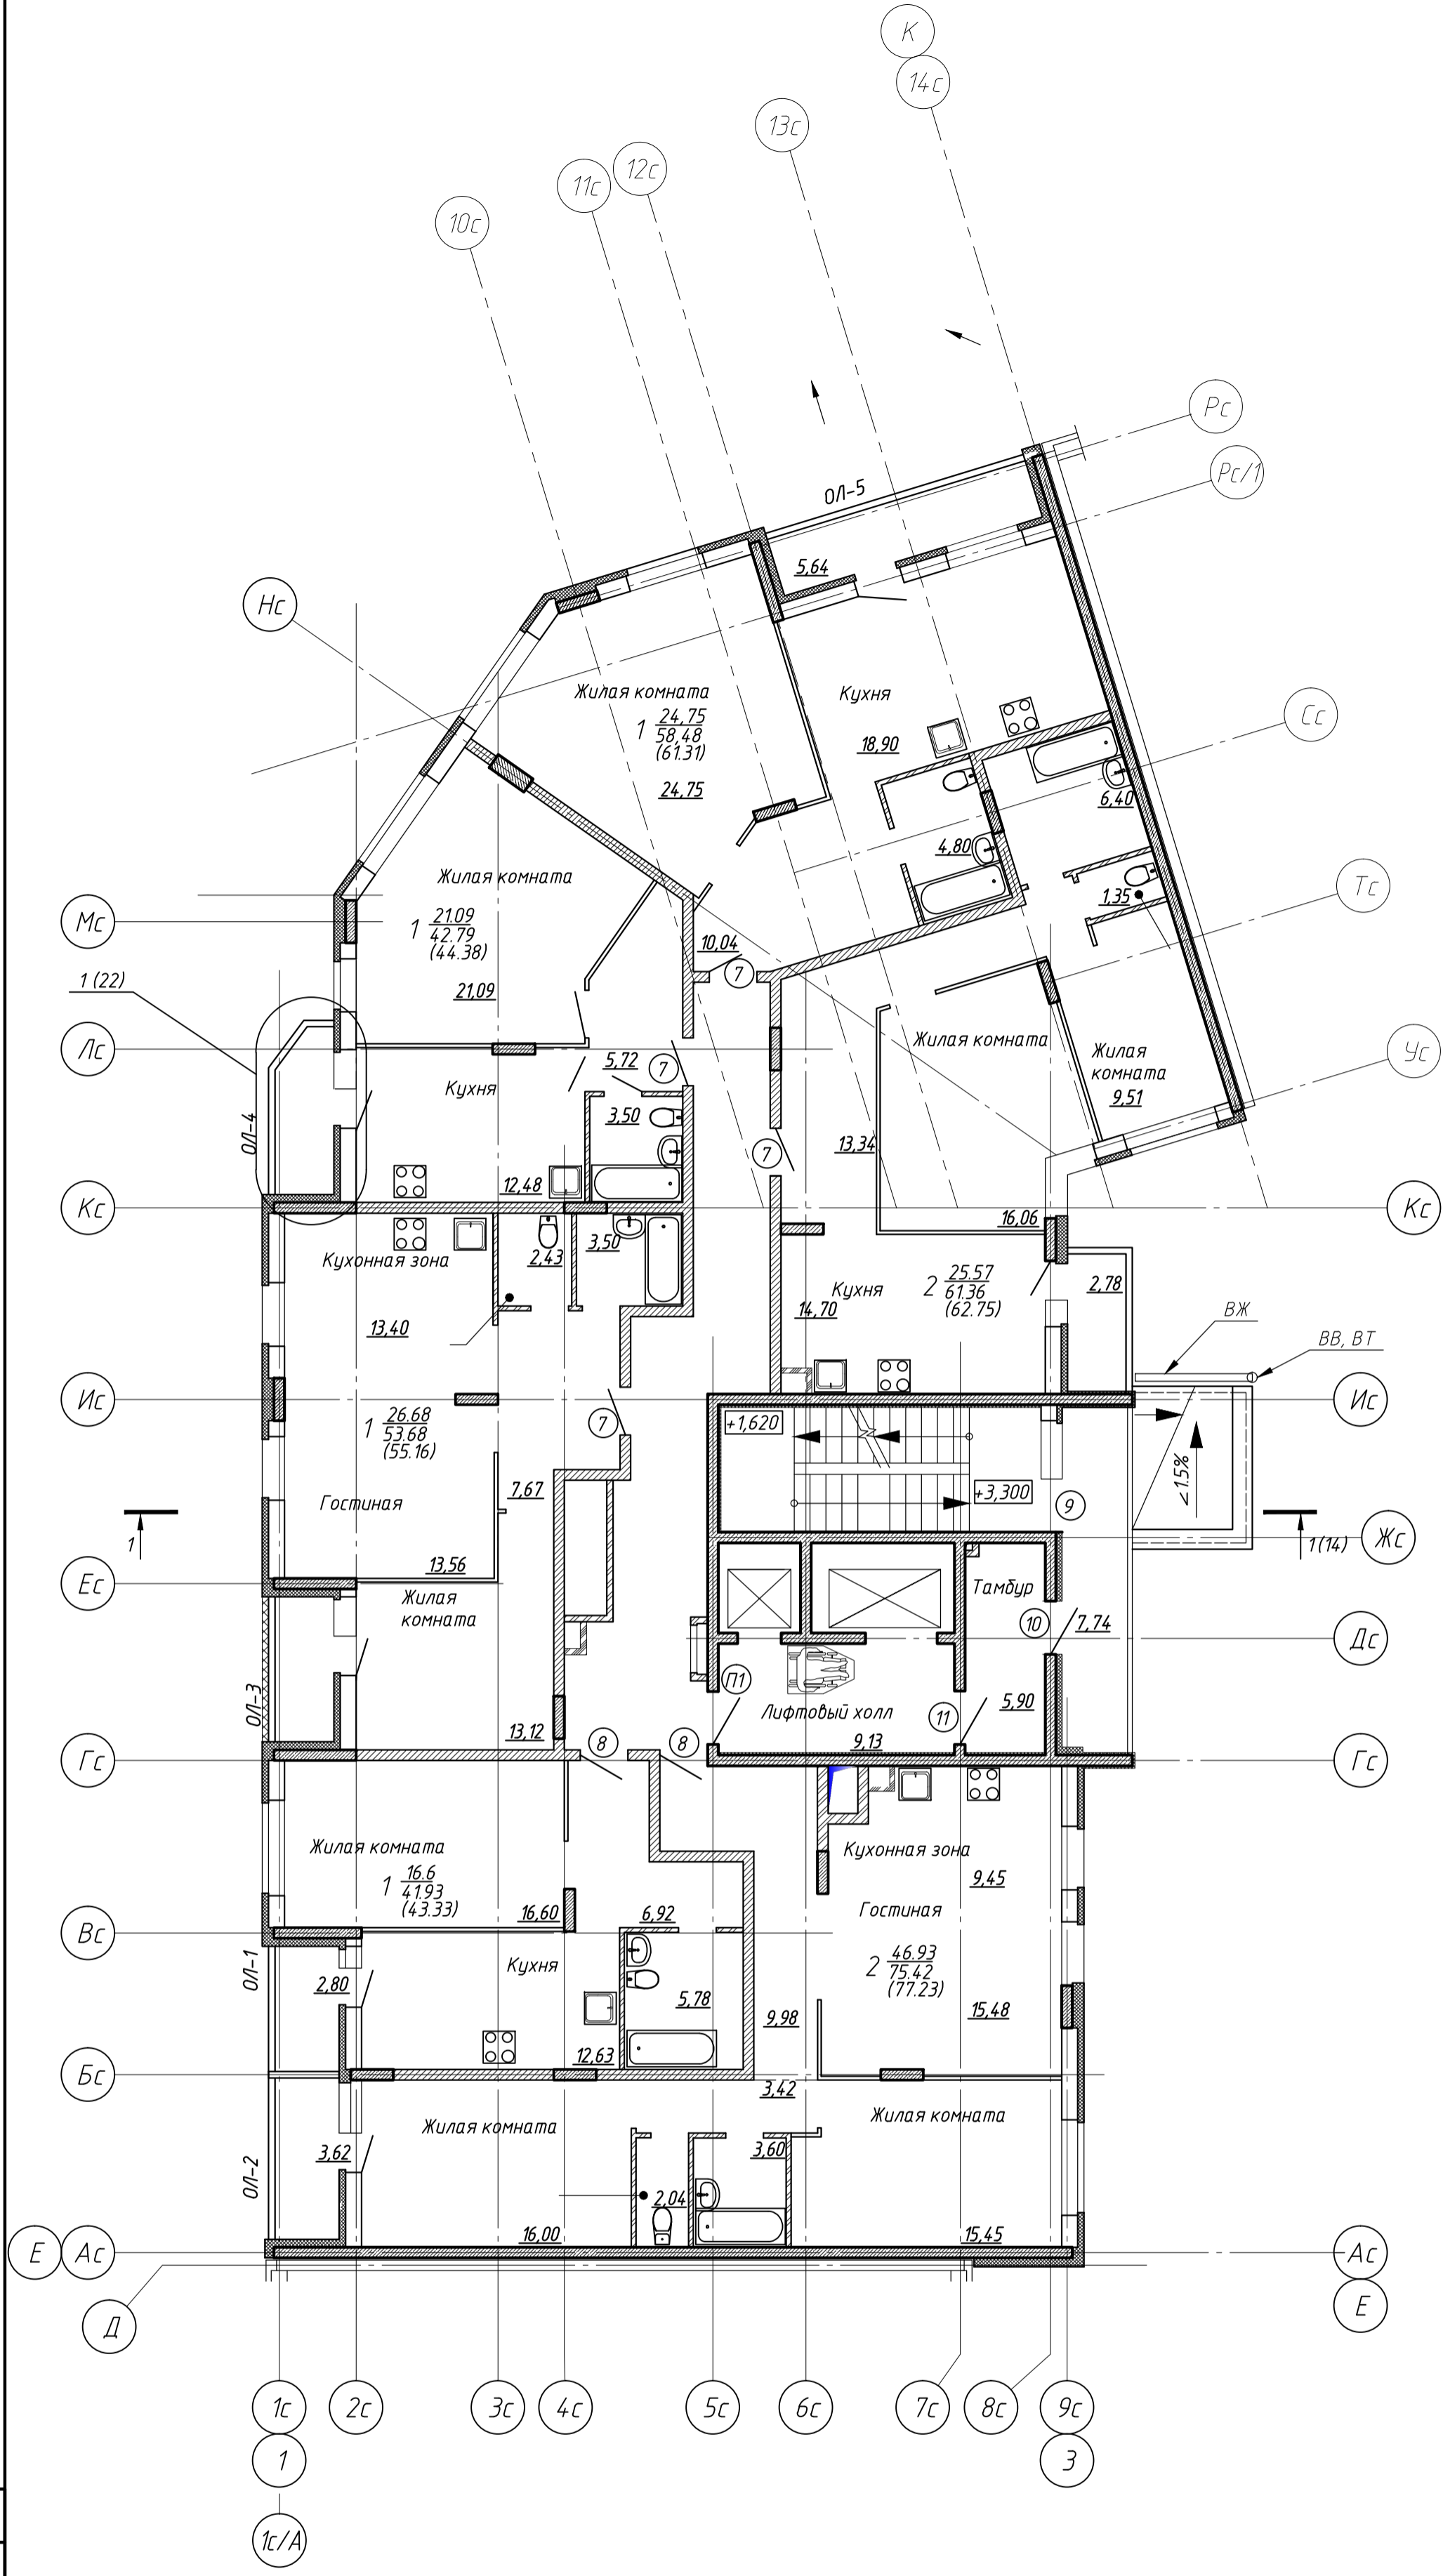 К
14с
13с
12с
11с
10с
Рс
Рс/1
ОЛ-5
5,64
Нс
Жилая комната
1 24,75
58,48
(61.31)
24,75
Кухня
18,90
Сс
6,40
4,80
1,35
Тс
Жилая комната
1 21.09
42.79
(44.38)
21,09
Мс
10,04
7
1 (22)
Лс
5,72
7
Кухня
3,50
ОЛ-4
12,48
Жилая комната
Жилая
комната
9,51
Ус
7
13,34
16,06
Кс
Кс
2,43
3,50
Кухонная зона
13,40
Кухня
14,70
2 25.57
61.36
(62.75)
2,78
ВЖ
ВВ, ВТ
Ис
Ис
1 26.68
53.68
(55.16)
7
+1,620
+3,300
9
<1.5%
Гостиная
7,67
13,56
1
1(14)
Жс
Ес
Жилая
комната
Тамбур
10
7,74
Дс
П1
ОЛ-3
13,12
Лифтовый холл
9,13
11
5,90
8
8
Гс
Гс
Жилая комната
1 16.6
41.93
(43.33)
16,60
6,92
Кухонная зона
9,45
Гостиная
Вс
ОЛ-1
2,80
Кухня
5,78
12,63
9,98
2 46.93
75.42
(77.23)
15,48
Бс
3,42
Жилая комната
Жилая комната
3,62
ОЛ-2
3,60
2,04
16,00
15,45
Е
Ас
Ас
Е
Д
1с
2с
3с
4с
5с
6с
7с
8с
9с
1
3
1с/А